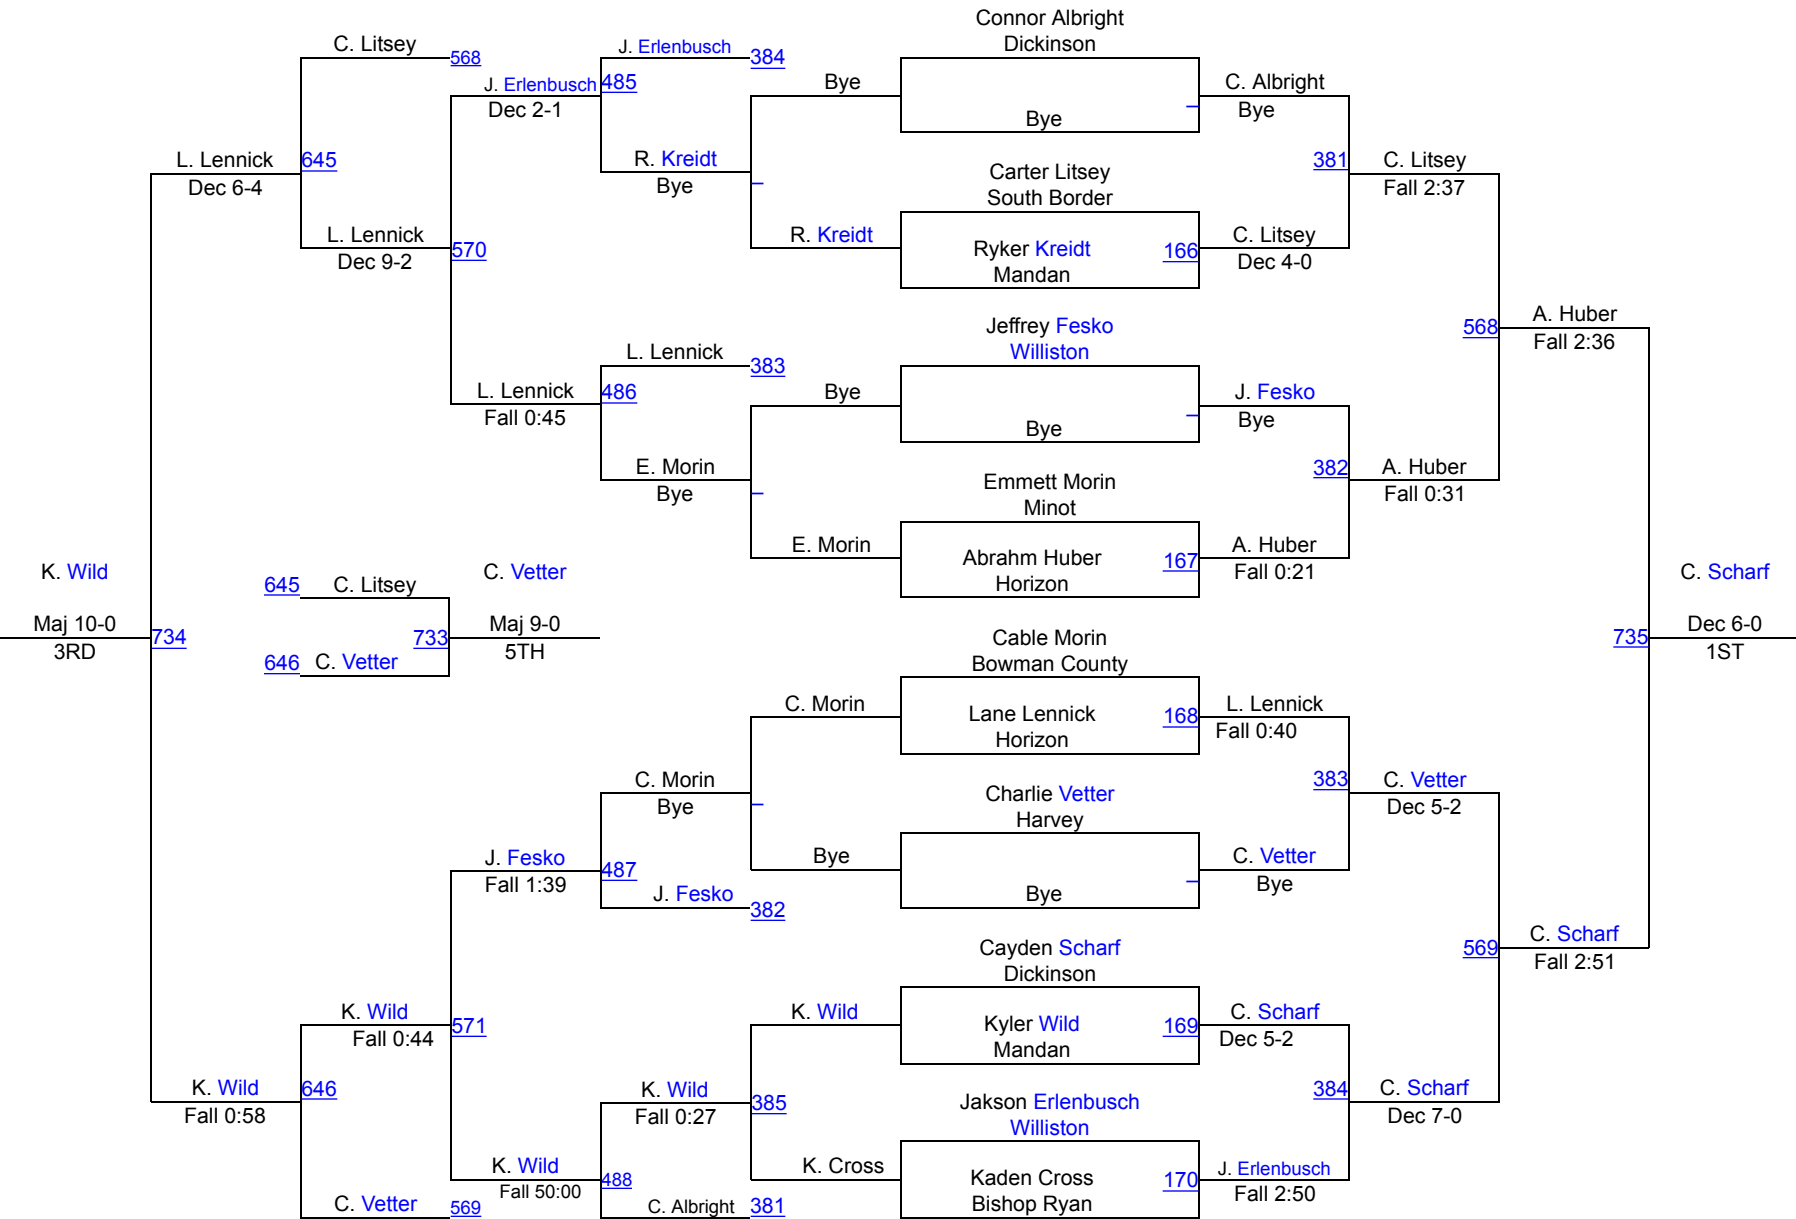 Connor Albright
C. Litsey
J. Erlenbusch
Dickinson
568
384
J. Erlenbusch
485
Bye
C. Albright
Dec 2-1
Bye
Bye
L. Lennick
645
R. Kreidt
381
C. Litsey
Dec 6-4
Bye
Carter Litsey
Fall 2:37
South Border
L. Lennick
570
R. Kreidt
Ryker Kreidt
166
C. Litsey
Dec 9-2
Mandan
Dec 4-0
Jeffrey Fesko
568
A. Huber
L. Lennick
383
Williston
Fall 2:36
L. Lennick
486
Bye
J. Fesko
Fall 0:45
Bye
Bye
E. Morin
382
A. Huber
Bye
Emmett Morin
Fall 0:31
Minot
E. Morin
Abrahm Huber
167
A. Huber
K. Wild
645
C. Litsey
C. Vetter
Horizon
Fall 0:21
C. Scharf
Maj 10-0
734
733
Maj 9-0
Cable Morin
735
Dec 6-0
3RD
646
C. Vetter
5TH
Bowman County
1ST
C. Morin
Lane Lennick
168
L. Lennick
Horizon
Fall 0:40
C. Morin
383
C. Vetter
Bye
Charlie Vetter
Dec 5-2
Harvey
J. Fesko
487
Bye
C. Vetter
Fall 1:39
Bye
Bye
J. Fesko
382
Cayden Scharf
569
C. Scharf
Dickinson
Fall 2:51
K. Wild
571
K. Wild
Kyler Wild
169
C. Scharf
Fall 0:44
Mandan
Dec 5-2
K. Wild
646
K. Wild
385
Jakson Erlenbusch
384
C. Scharf
Fall 0:58
Fall 0:27
Williston
Dec 7-0
K. Wild
488
K. Cross
Kaden Cross
170
J. Erlenbusch
Fall 50:00
Bishop Ryan
Fall 2:50
C. Vetter
569
C. Albright
381